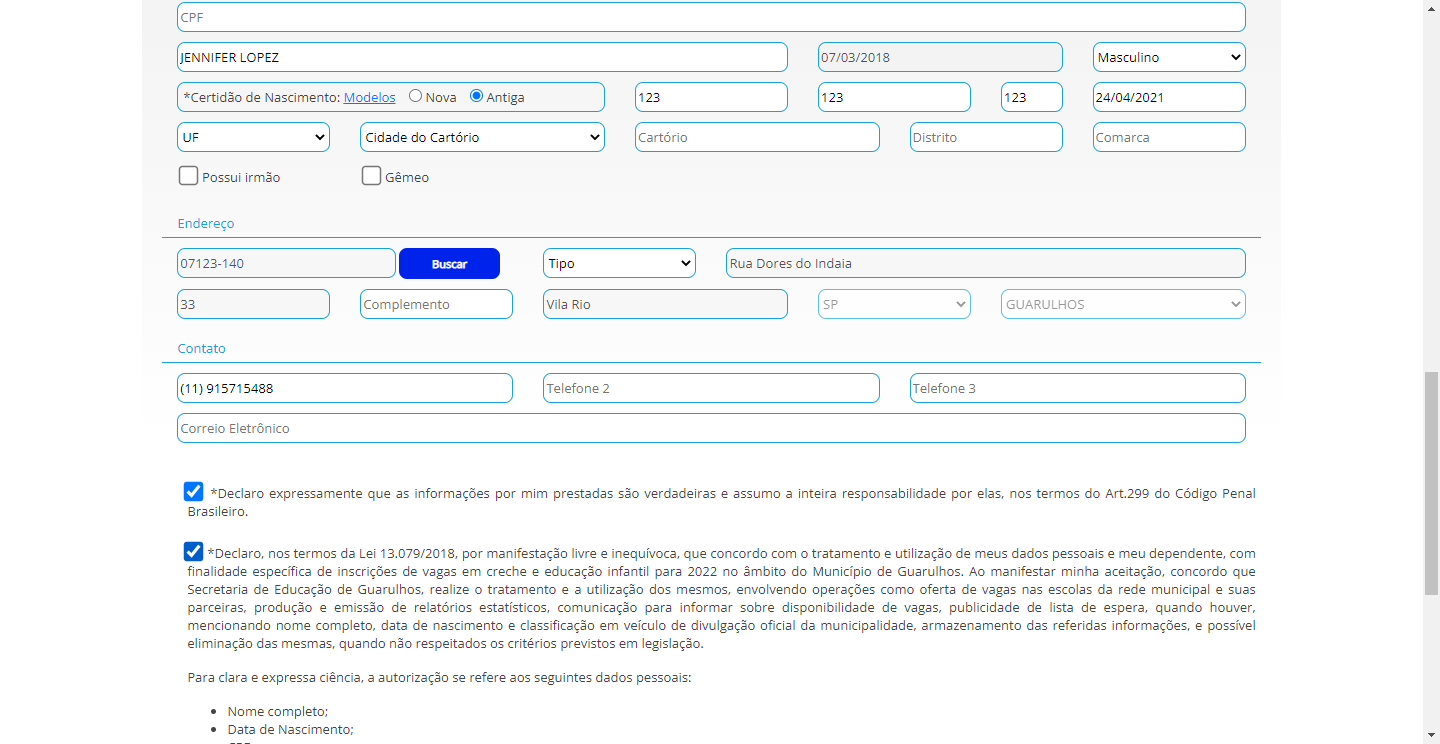 CPF
JENNIFER LOPEZ 07/03/2018 Masculino
*Certidão de Nascimento: Modelos Nova Antiga 123 123 123 24/04/2021
UF Cidade do Cartório Cartório Distrito Comarca
Possui irmão Gêmeo
Endereço
07123-140 Buscar Tipo Rua Dores do Indaia
33 Complemento Vila Rio SP GUARULHOS
Contato
(11) 915715488 Telefone 2 Telefone 3
Correio Eletrônico
*Declaro expressamente que as informações por mim prestadas são verdadeiras e assumo a inteira responsabilidade por elas, nos termos do Art.299 do Código Penal
Brasileiro.
*Declaro, nos termos da Lei 13.079/2018, por manifestação livre e inequívoca, que concordo com o tratamento e utilização de meus dados pessoais e meu dependente, com
finalidade específica de inscrições de vagas em creche e educação infantil para 2022 no âmbito do Município de Guarulhos. Ao manifestar minha aceitação, concordo que
Secretaria de Educação de Guarulhos, realize o tratamento e a utilização dos mesmos, envolvendo operações como oferta de vagas nas escolas da rede municipal e suas
parceiras, produção e emissão de relatórios estatísticos, comunicação para informar sobre disponibilidade de vagas, publicidade de lista de espera, quando houver,
mencionando nome completo, data de nascimento e classificação em veículo de divulgação oficial da municipalidade, armazenamento das referidas informações, e possível
eliminação das mesmas, quando não respeitados os critérios previstos em legislação.
Para clara e expressa ciência, a autorização se refere aos seguintes dados pessoais:
• Nome completo;
• Data de Nascimento;